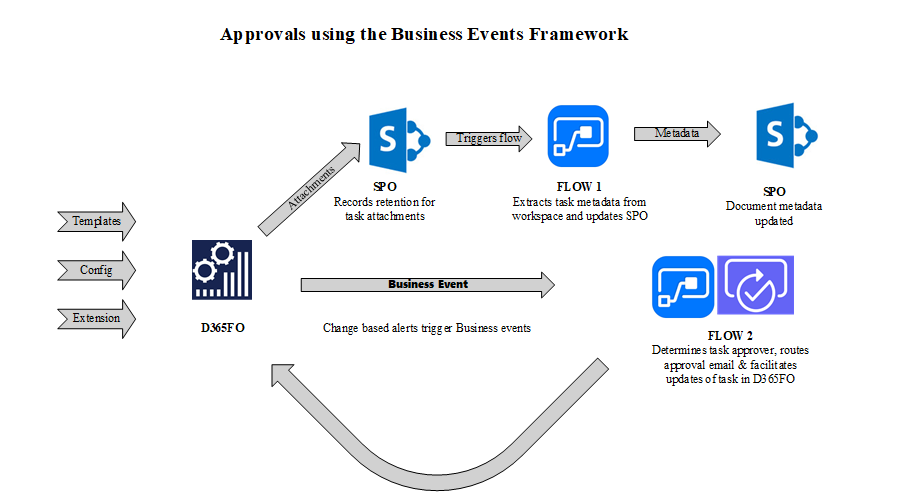 Approvals using the Business Events Framework
S
Triggers flow
Metadata
S
Attachments
SPO
Records retention for
task attachments
FLOW 1
Extracts task metadata from
workspace and updates SPO
SPO
Document metadata
updated
Templates
Config
Extension
D365FO
Business Event
Change based alerts trigger Business events
FLOW 2
Determines task approver, routes
approval email & facilitates
updates of task in D365FO